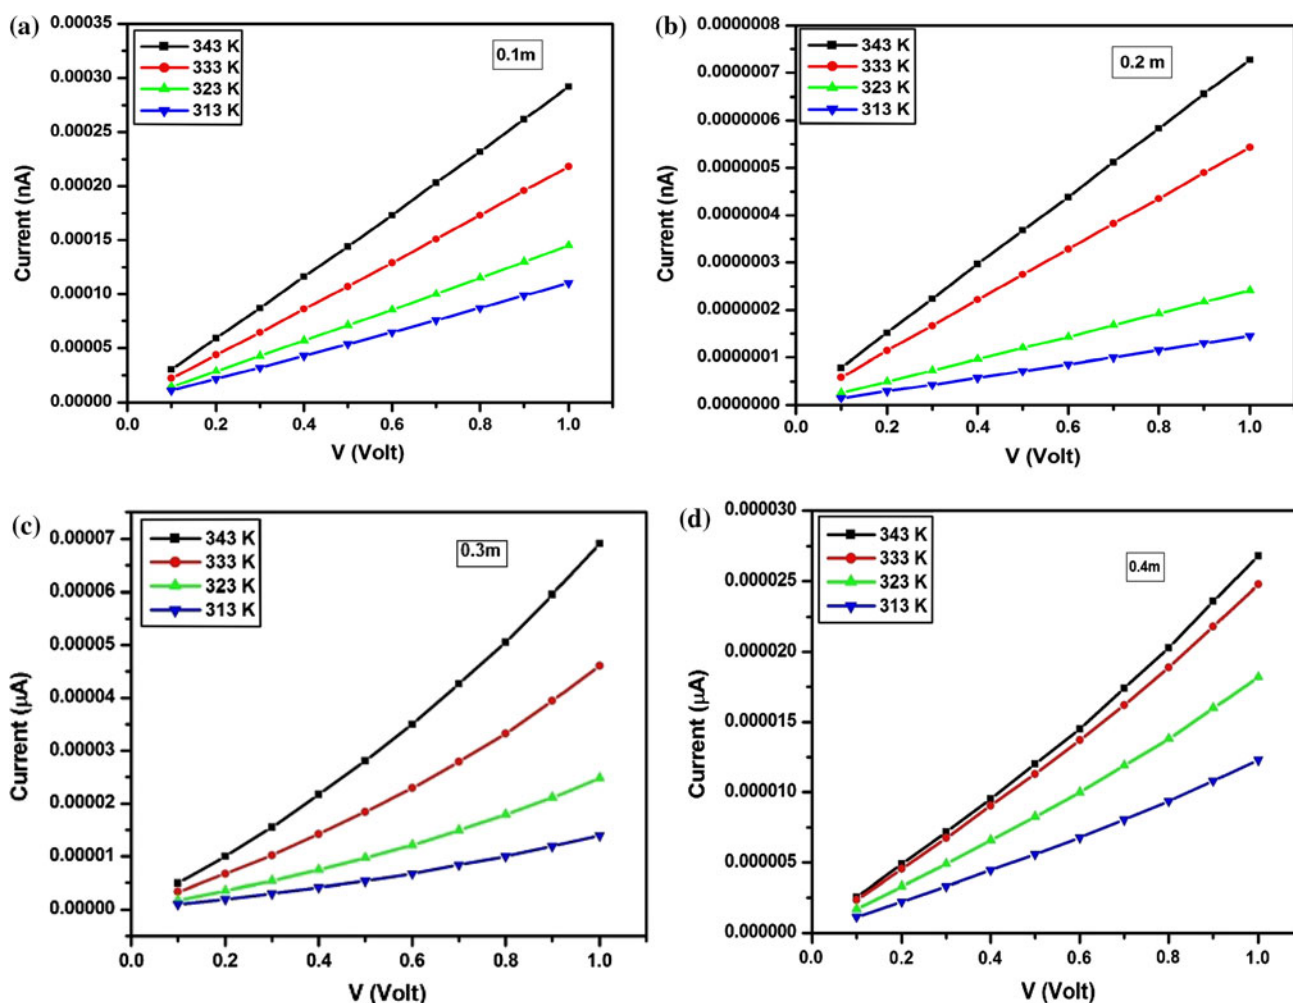 (a)
0.00035
0.00030
0.00025
0.00020
0.00015
0.00010
0.00005
0.00000
Current (nA)
343 K
333 K
323 K
313 K
0.1m
0.0 0.2 0.4 0.6 0.8 1.0
V (Volt)
(b)
0.0000008
0.0000007
0.0000006
0.0000005
0.0000004
0.0000003
0.0000002
0.0000001
0.0000000
Current (nA)
343 K
333 K
323 K
313 K
0.2 m
0.0 0.2 0.4 0.6 0.8 1.0
V (Volt)
(c)
0.00007
0.00006
0.00005
0.00004
0.00003
0.00002
0.00001
0.00000
Current (µA)
343 K
333 K
323 K
313 K
0.3m
0.0 0.2 0.4 0.6 0.8 1.0
V (Volt)
(d)
0.000030
0.000025
0.000020
0.000015
0.000010
0.000005
0.000000
Current (µA)
343 K
333 K
323 K
313 K
0.4m
0.0 0.2 0.4 0.6 0.8 1.0
V (Volt)